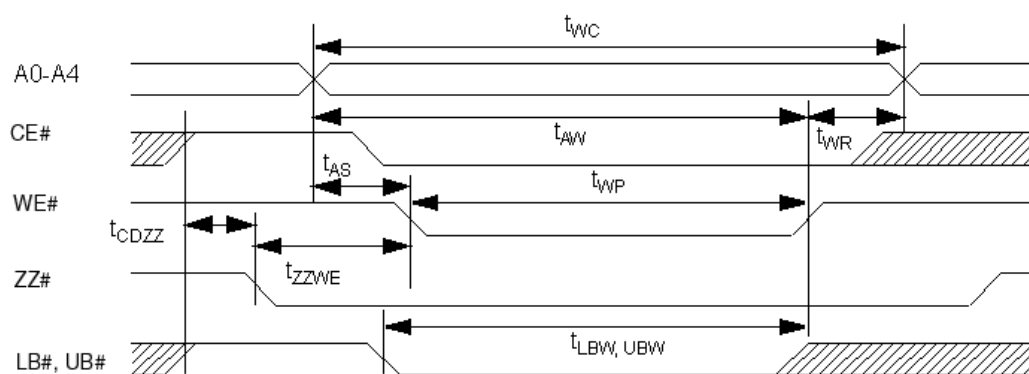 tWC
A0-A4
CE#
tAW
tWR
tAS
tWP
WE#
tCDZZ
tZZWE
ZZ#
tLBW, UBW
LB#, UB#